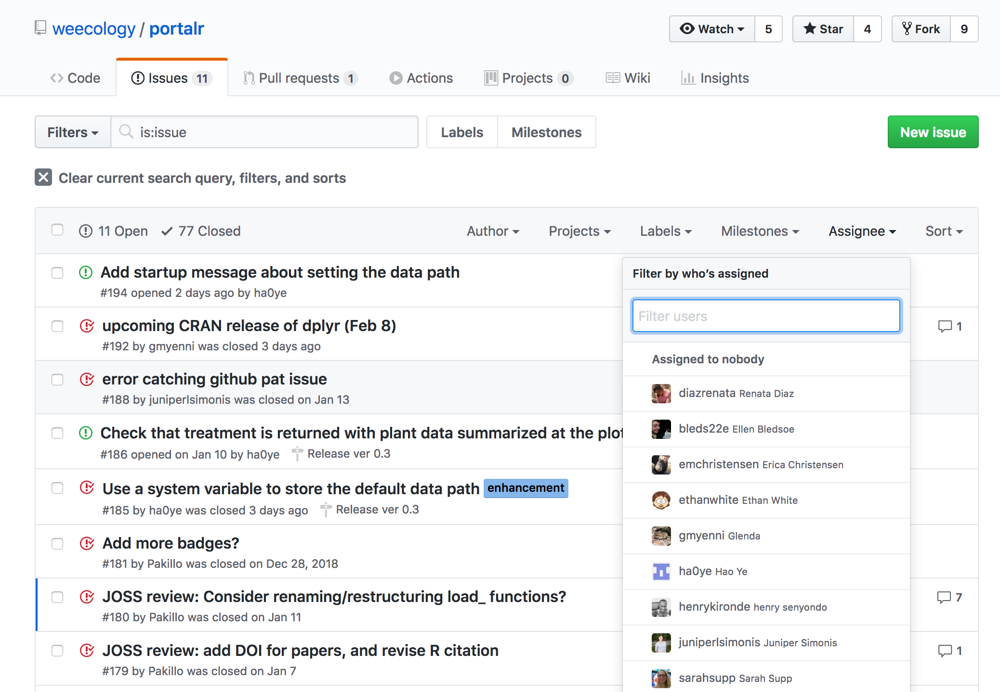 weecology / portalr
Watch 5 Star 4 Fork 9
Code Issues 11 Pull requests 1 Actions Projects 0 Wiki Insights
Filters is:issue Labels Milestones New issue
Clear current search query, filters, and sorts
11 Open 77 Closed Author Projects Labels Milestones Assignee Sort
Add startup message about setting the data path
#194 opened 2 days ago by ha0ye
upcoming CRAN release of dplyr (Feb 8)
1
#192 by gmyenni was closed 3 days ago
error catching github pat issue
#188 by juniperlsimonis was closed on Jan 13
Check that treatment is returned with plant data summarized at the plot
#186 opened on Jan 10 by ha0ye Release ver 0.3
Use a system variable to store the default data path enhancement
#185 by ha0ye was closed 3 days ago Release ver 0.3
Add more badges?
#181 by Pakillo was closed on Dec 28, 2018
JOSS review: Consider renaming/restructuring load_ functions?
7
#180 by Pakillo was closed on Jan 11
JOSS review: add DOI for papers, and revise R citation
1
#179 by Pakillo was closed on Jan 7
Filter by who’s assigned
Filter users
Assigned to nobody
diazrenata Renata Diaz
bleds22e Ellen Bledsoe
emchristensen Erica Christensen
ethanwhite Ethan White
gmyenni Glenda
ha0ye Hao Ye
henrykironde henry senyondo
juniperlsimonis Juniper Simonis
sarahsupp Sarah Supp